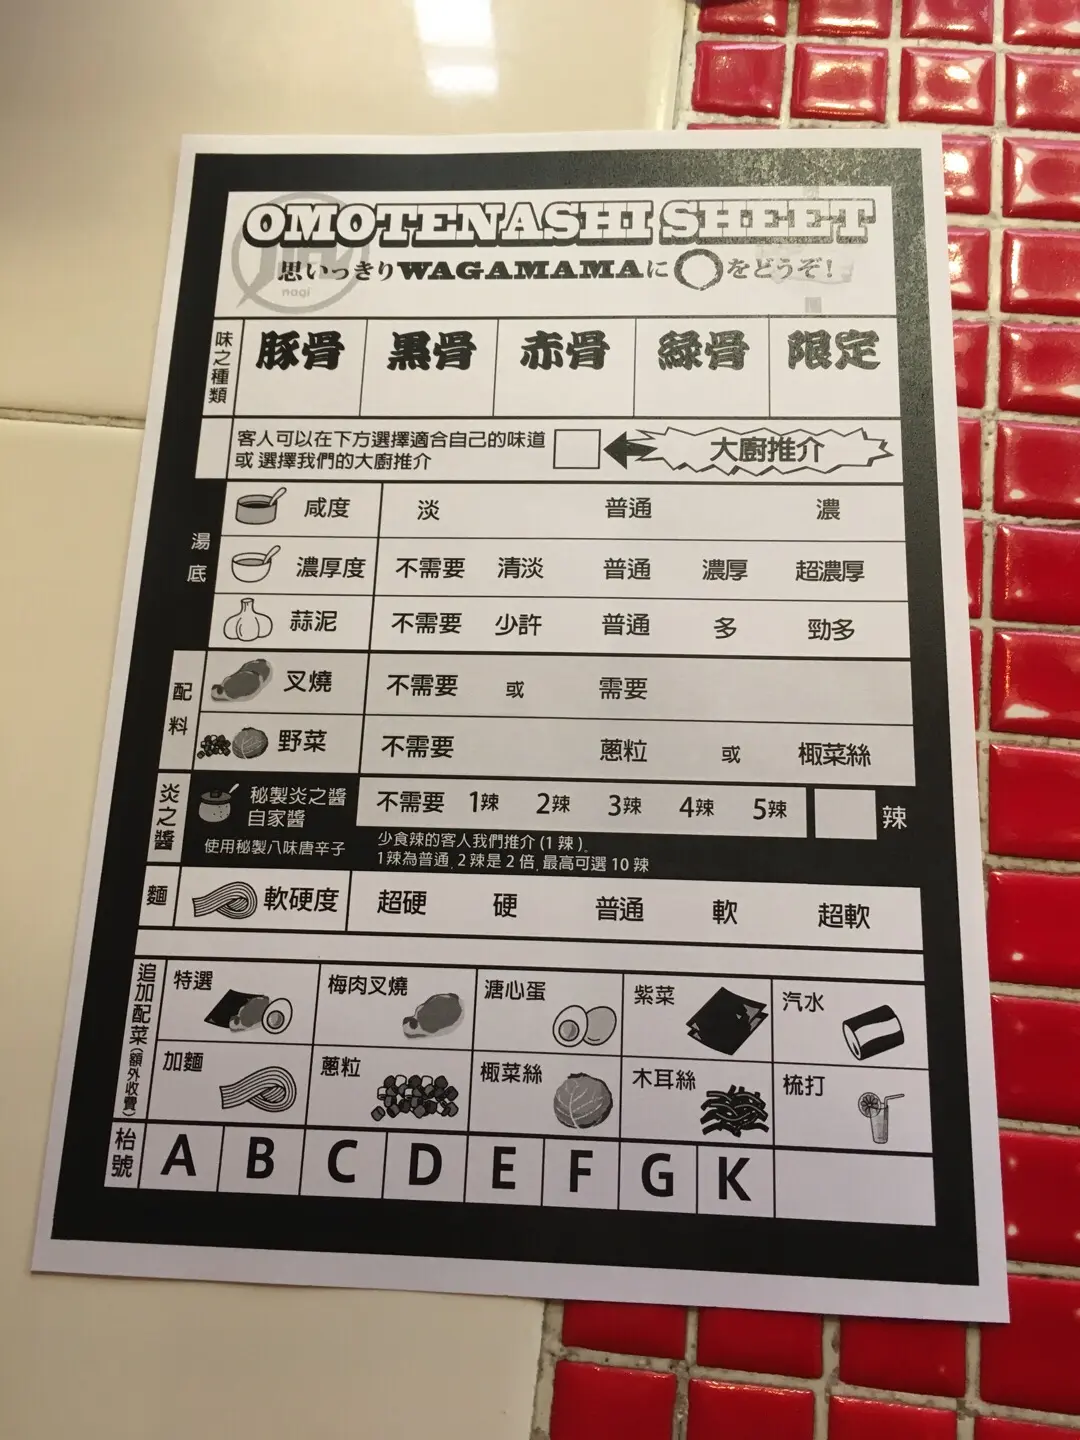 OMOTENASHI SHEET
思いっきりWAGAMAMAに◯をどうぞ!
nagi
味之種類 豚骨 黒骨 赤骨 緑骨 限定
客人可以在下方選擇適合自己的味道
或 選擇我們的大廚推介
大廚推介
湯底
咸度 淡 普通 濃
濃厚度 不需要 清淡 普通 濃厚 超濃厚
蒜泥 不需要 少許 普通 多 勁多
配料
叉燒 不需要 或 需要
野菜 不需要 蔥粒 或 椰菜絲
炎之醬
秘製炎之醬
自家醬
不需要 1辣 2辣 3辣 4辣 5辣 辣
使用秘製八味唐辛子
少食辣的客人我們推介 (1 辣)。
1辣為普通, 2 辣是 2 倍, 最高可選 10 辣
麵 軟硬度 超硬 硬 普通 軟 超軟
追加配菜(額外收費)
特選 梅肉叉燒 溏心蛋 紫菜 汽水
加麵 蔥粒 椰菜絲 木耳絲 梳打
枱號 A B C D E F G K